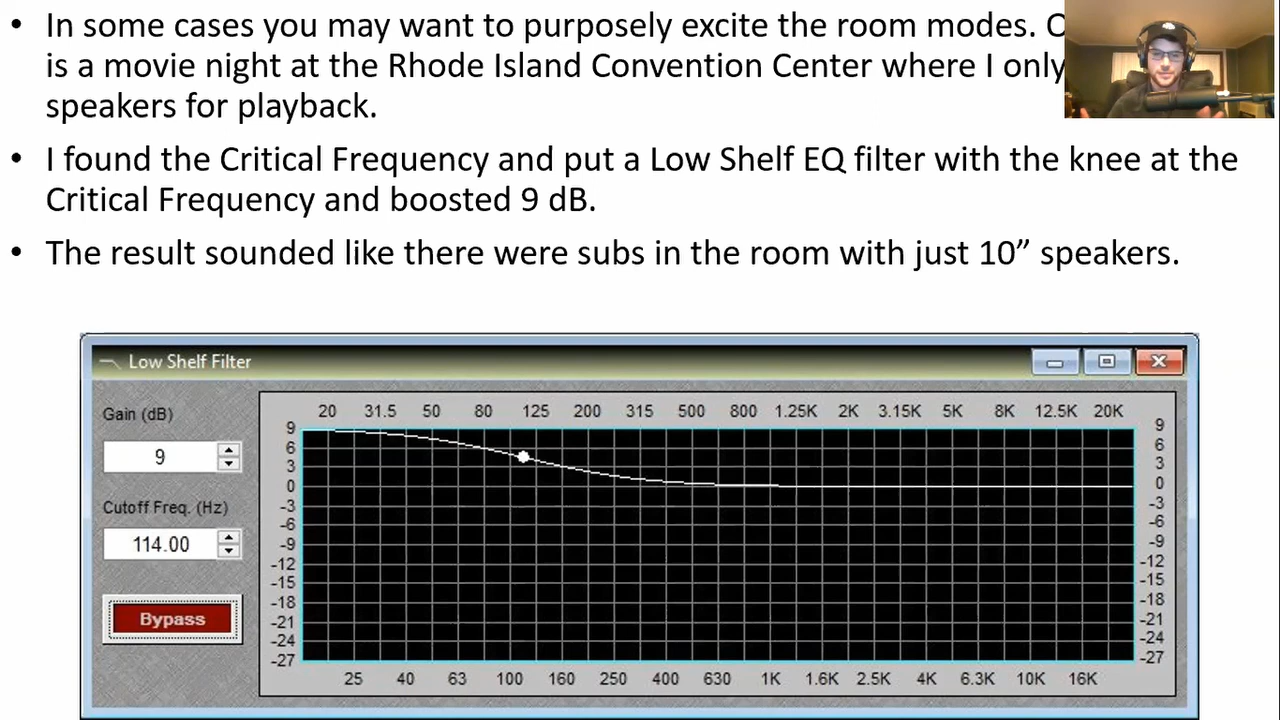 • In some cases you may want to purposely excite the room modes.
is a movie night at the Rhode Island Convention Center where I only
speakers for playback.
• I found the Critical Frequency and put a Low Shelf EQ filter with the knee at the
Critical Frequency and boosted 9 dB.
• The result sounded like there were subs in the room with just 10” speakers.
Low Shelf Filter
Gain (dB)
9
Cutoff Freq. (Hz)
114.00
Bypass
20 31.5 50 80 125 200 315 500 800 1.25K 2K 3.15K 5K 8K 12.5K 20K
9 9
6 6
3 3
0 0
-3 -3
-6 -6
-9 -9
-12 -12
-15 -15
-18 -18
-21 -21
-24 -24
-27 -27
25 40 63 100 160 250 400 630 1K 1.6K 2.5K 4K 6.3K 10K 16K